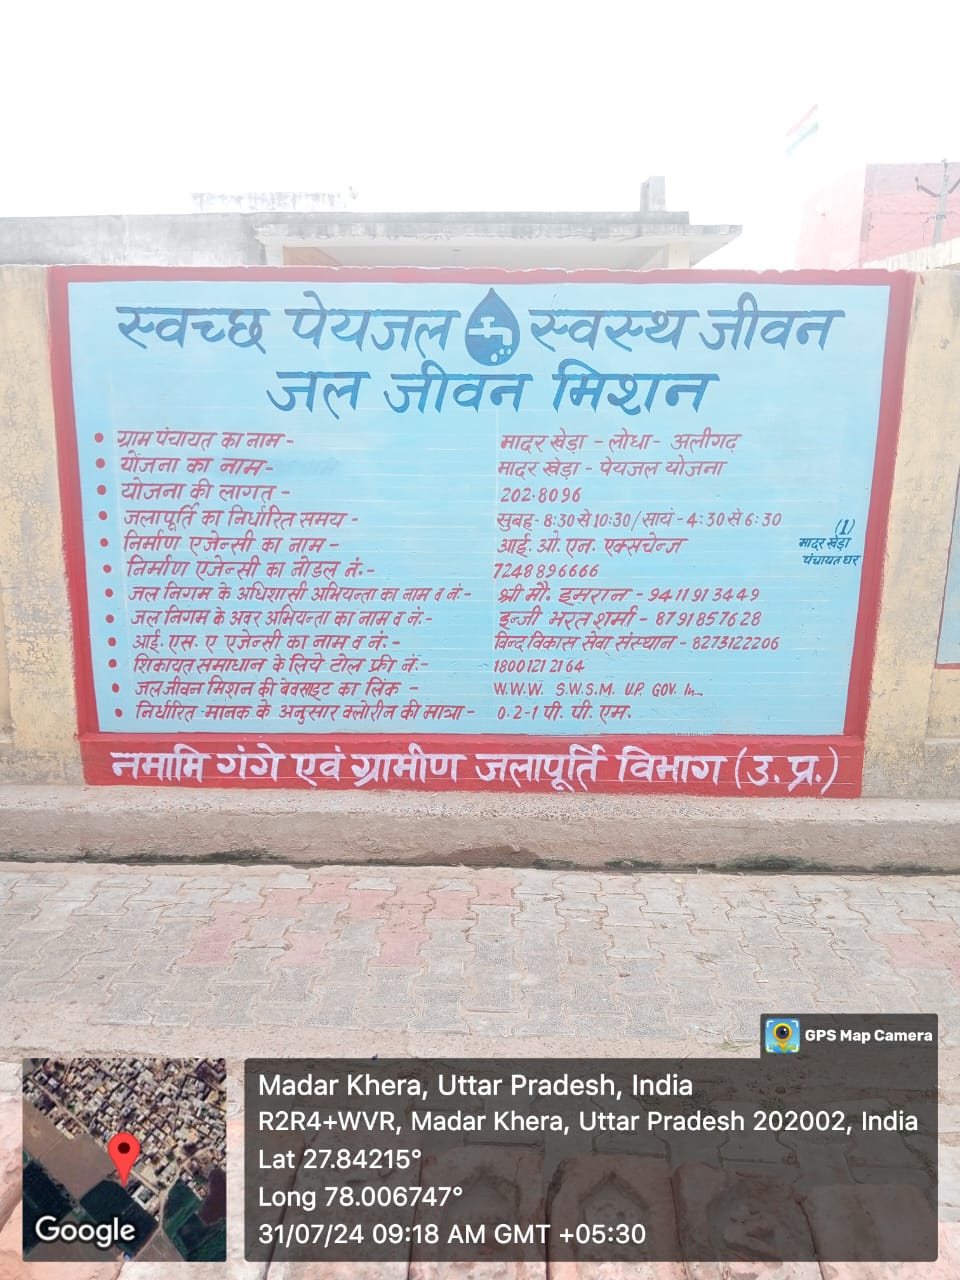 स्वच्छ पेयजल स्वस्थ जीवन
जल जीवन मिशन
• ग्राम पंचायत का नाम - मादर खेड़ा - लोधा - अलीगढ़
• योजना का नाम - मादर खेड़ा - पेयजल योजना
• योजना की लागत - 202.8096
• जलापूर्ति का निर्धारित समय - सुबह - 8:30 से 10:30 / सायं - 4:30 से 6:30
• निर्माण एजेन्सी का नाम - आई. ओ. एन. एक्सचेन्ज
• निर्माण एजेन्सी का नोडल नं. - 7248896666
• जल निगम के अधिशासी अभियन्ता का नाम व नं. - श्री मौ. इमरान - 9411913449
• जल निगम के अवर अभियन्ता का नाम व नं. - इन्जी भरत शर्मा - 8791857628
• आई. एस. ए एजेन्सी का नाम व नं. - विन्द विकास सेवा संस्थान - 8273122206
• शिकायत समाधान के लिये टोल फ्री नं. - 18001212164
• जल जीवन मिशन की वेवसाइट का लिंक - W.W.W. S.W.S.M. U.P. GOV. In
• निर्धारित मानक के अनुसार क्लोरीन की मात्रा - 0.2-1 पी. पी. एम.
(1)
मादर खेड़ा
पंचायत घर
नमामि गंगे एवं ग्रामीण जलापूर्ति विभाग (उ. प्र.)
GPS Map Camera
Madar Khera, Uttar Pradesh, India
R2R4+WVR, Madar Khera, Uttar Pradesh 202002, India
Lat 27.84215°
Long 78.006747°
31/07/24 09:18 AM GMT +05:30
Google